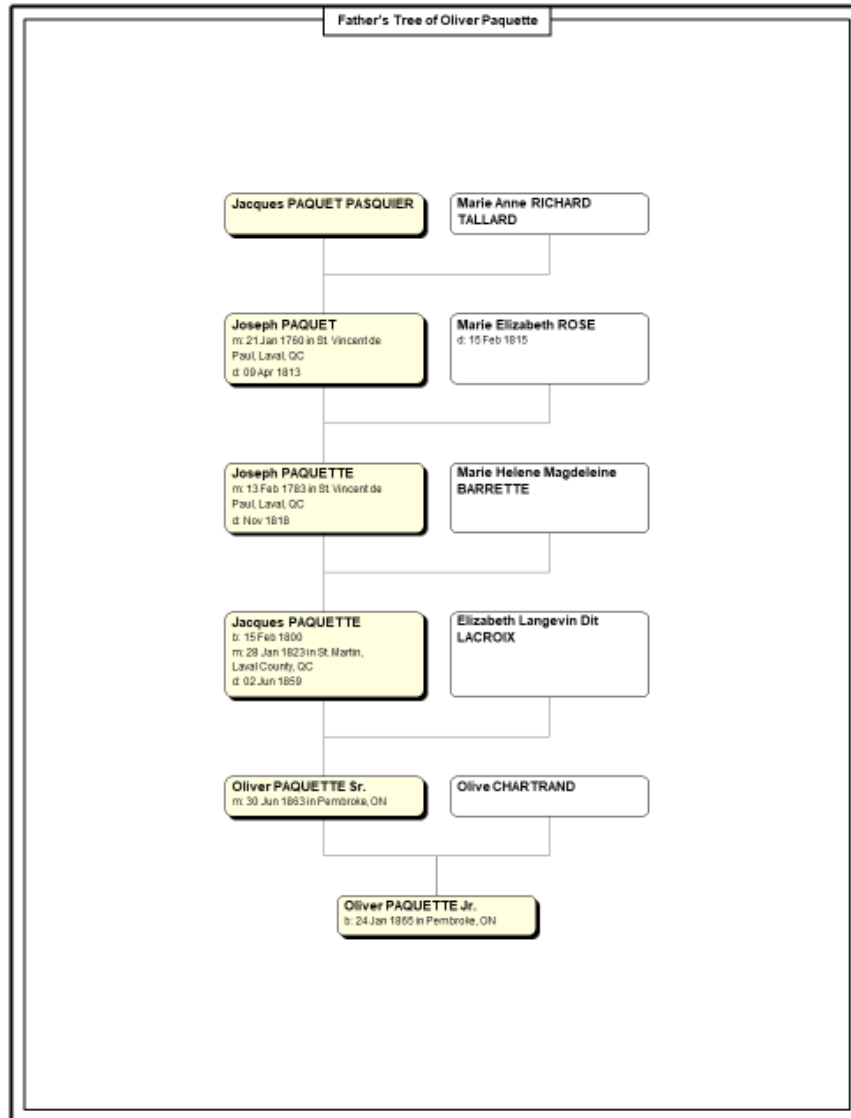 Father's Tree of Oliver Paquette
Jacques PAQUET PASQUIER
Marie Anne RICHARD
TALLARD
Joseph PAQUET
m: 21 Jan 1760 in St. Vincent de
Paul, Laval, QC
d: 09 Apr 1813
Marie Elizabeth ROSE
d: 15 Feb 1815
Joseph PAQUETTE
m: 13 Feb 1783 in St. Vincent de
Paul, Laval, QC
d: Nov 1818
Marie Helene Magdeleine
BARRETTE
Jacques PAQUETTE
b: 15 Feb 1800
m: 28 Jan 1823 in St. Martin,
Laval County, QC
d: 02 Jun 1859
Elizabeth Langevin Dit
LACROIX
Oliver PAQUETTE Sr.
m: 30 Jun 1863 in Pembroke, ON
Olive CHARTRAND
Oliver PAQUETTE Jr.
b: 24 Jan 1865 in Pembroke, ON